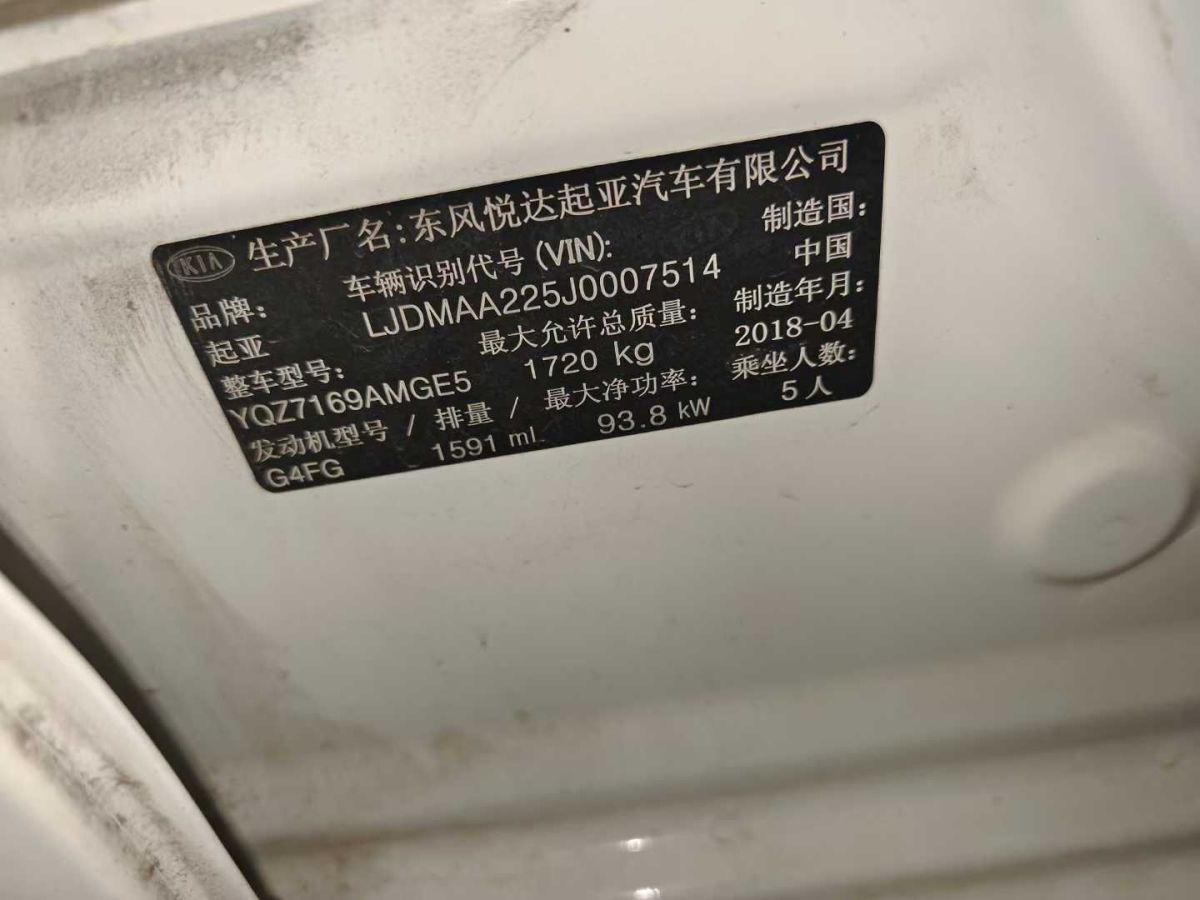 KIA 生产厂名:东风悦达起亚汽车有限公司
品牌: 车辆识别代号 (VIN): 制造国:
起亚 LJDMAA225J0007514 中国
整车型号: 最大允许总质量: 制造年月:
YQZ7169AMGE5 1720 kg 2018-04
发动机型号 / 排量 / 最大净功率: 乘坐人数:
G4FG 1591 ml 93.8 kW 5人